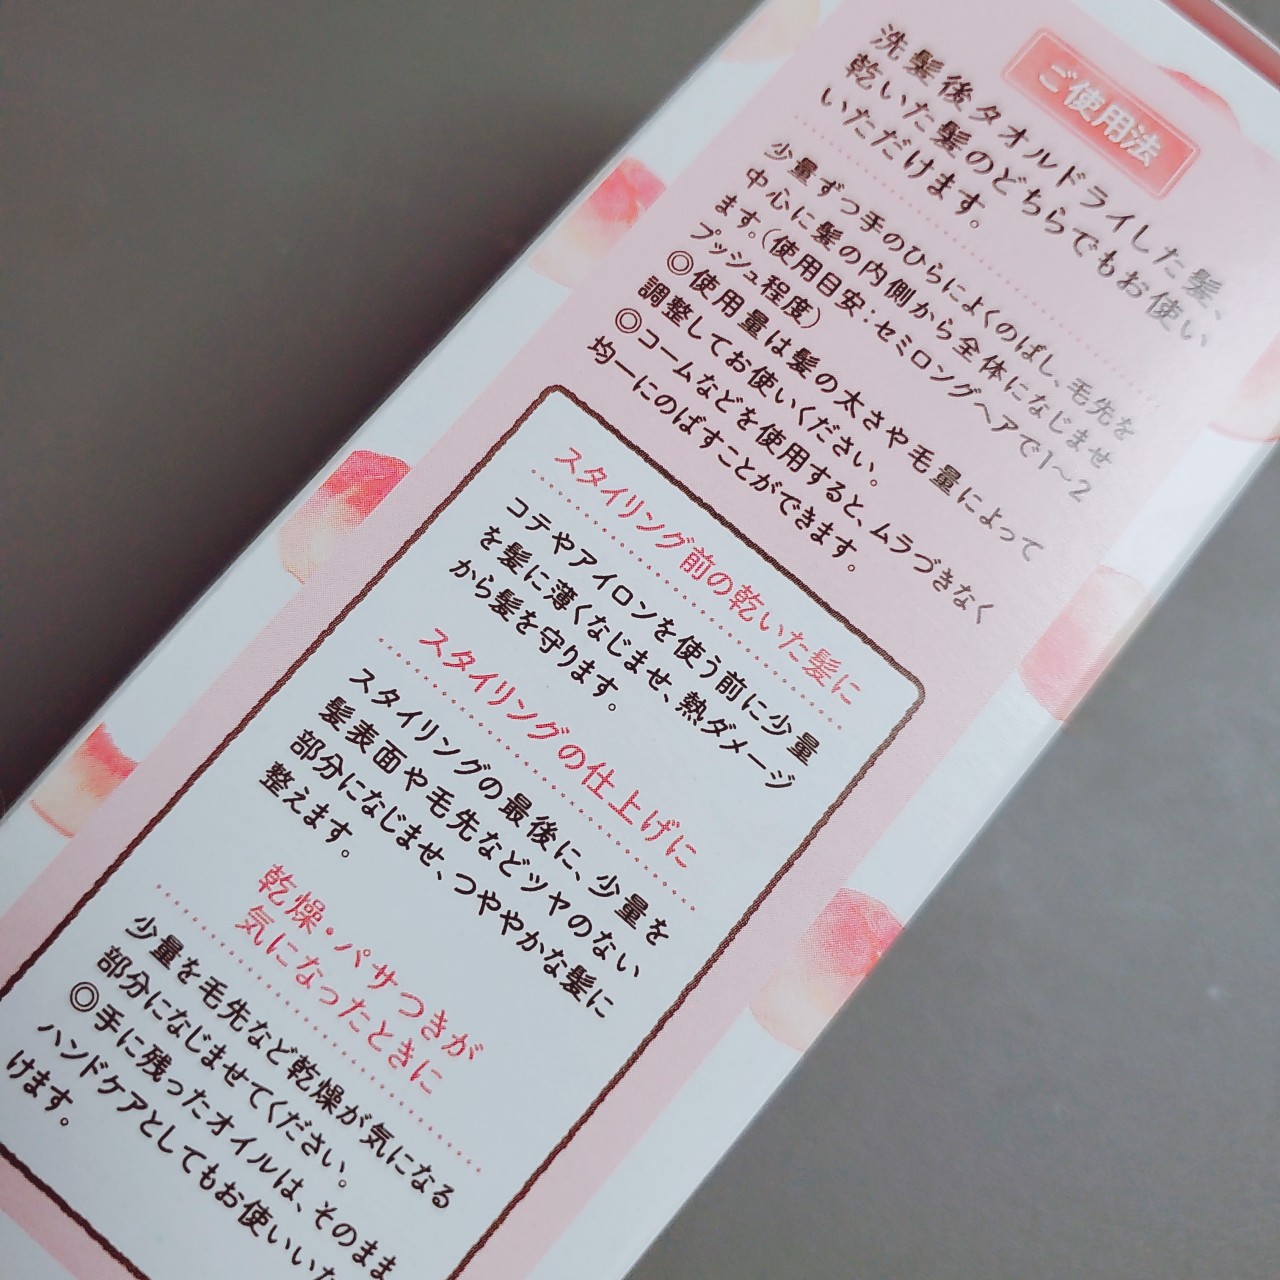 ご使用法
洗髪後タオルドライした髪、
乾いた髪のどちらでもお使い
いただけます。
少量ずつ手のひらによくのばし、毛先を
中心に髪の内側から全体になじませ
ます。(使用目安:セミロングヘアで1〜2
プッシュ程度)
◎使用量は髪の太さや毛量によって
調整してお使いください。
◎コームなどを使用すると、ムラづきなく
均一にのばすことができます。
スタイリング前の乾いた髪に
コテやアイロンを使う前に少量
を髪に薄くなじませ、熱ダメージ
から髪を守ります。
スタイリングの仕上げに
スタイリングの最後に、少量を
髪表面や毛先などツヤのない
部分になじませ、つややかな髪に
整えます。
乾燥・パサつきが
気になったときに
少量を毛先など乾燥が気になる
部分になじませてください。
◎手に残ったオイルは、そのまま
ハンドケアとしてもお使いいた
けます。